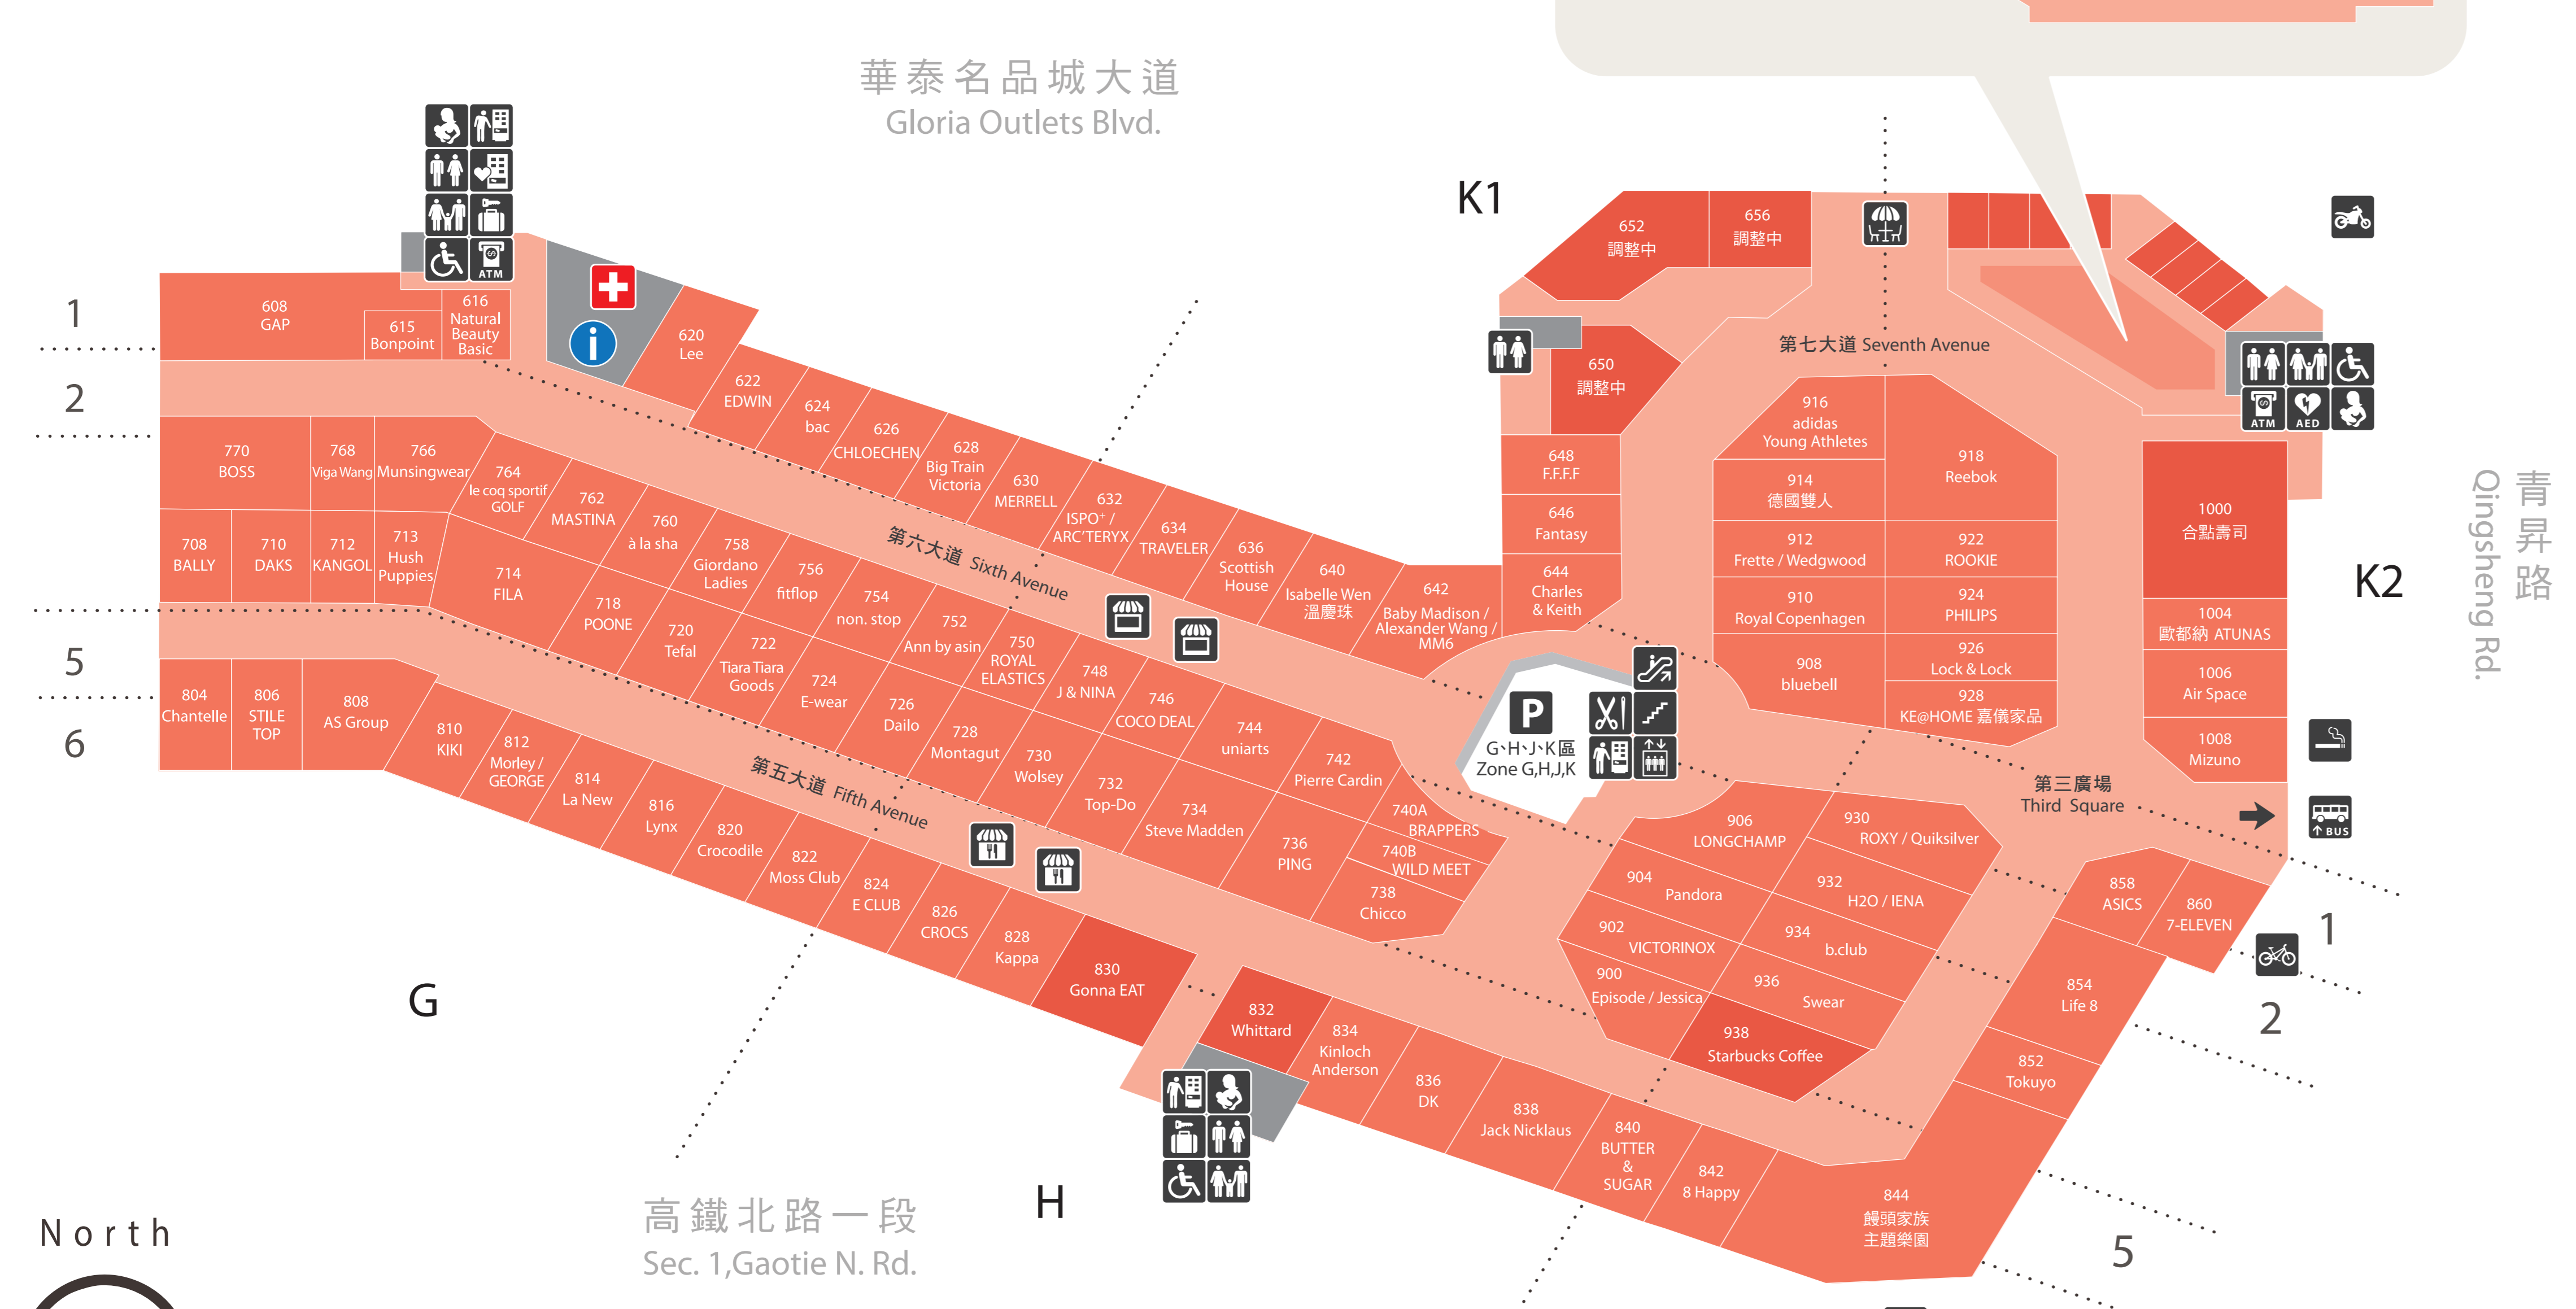 華泰名品城大道
Gloria Outlets Blvd.
K1
652
調整中
656
調整中
650
調整中
第七大道 Seventh Avenue
ATM
1
2
5
6
608
GAP
615
Bonpoint
616
Natural
Beauty
Basic
620
Lee
622
EDWIN
624
bac
626
CHLOECHEN
628
Big Train
Victoria
630
MERRELL
632
ISPO⁺ /
ARC'TERYX
634
TRAVELER
636
Scottish
House
640
Isabelle Wen
溫慶珠
642
Baby Madison /
Alexander Wang /
MM6
648
F.F.F.F
646
Fantasy
644
Charles
& Keith
第六大道 Sixth Avenue
770
BOSS
768
Viga Wang
766
Munsingwear
764
le coq sportif
GOLF
762
MASTINA
760
à la sha
758
Giordano
Ladies
756
fitflop
754
non. stop
752
Ann by asin
750
ROYAL
ELASTICS
748
J & NINA
746
COCO DEAL
744
uniarts
742
Pierre Cardin
740A
BRAPPERS
740B
WILD MEET
738
Chicco
708
BALLY
710
DAKS
712
KANGOL
713
Hush
Puppies
714
FILA
718
POONE
720
Tefal
722
Tiara Tiara
Goods
724
E-wear
726
Dailo
728
Montagut
730
Wolsey
732
Top-Do
734
Steve Madden
736
PING
第五大道 Fifth Avenue
804
Chantelle
806
STILE
TOP
808
AS Group
810
KIKI
812
Morley /
GEORGE
814
La New
816
Lynx
820
Crocodile
822
Moss Club
824
E CLUB
826
CROCS
828
Kappa
830
Gonna EAT
832
Whittard
834
Kinloch
Anderson
836
DK
838
Jack Nicklaus
840
BUTTER
&
SUGAR
842
8 Happy
844
饅頭家族
主題樂園
852
Tokuyo
854
Life 8
858
ASICS
860
7-ELEVEN
P
G、H、J、K區
Zone G,H,J,K
916
adidas
Young Athletes
918
Reebok
914
德國雙人
912
Frette / Wedgwood
922
ROOKIE
910
Royal Copenhagen
924
PHILIPS
908
bluebell
926
Lock & Lock
928
KE@HOME 嘉儀家品
906
LONGCHAMP
930
ROXY / Quiksilver
904
Pandora
932
H2O / IENA
902
VICTORINOX
934
b.club
900
Episode / Jessica
936
Swear
938
Starbucks Coffee
第三廣場
Third Square
ATM
AED
1000
合點壽司
1004
歐都納 ATUNAS
1006
Air Space
1008
Mizuno
K2
青昇路
Qingsheng Rd.
BUS
1
2
5
G
H
高鐵北路一段
Sec. 1,Gaotie N. Rd.
North